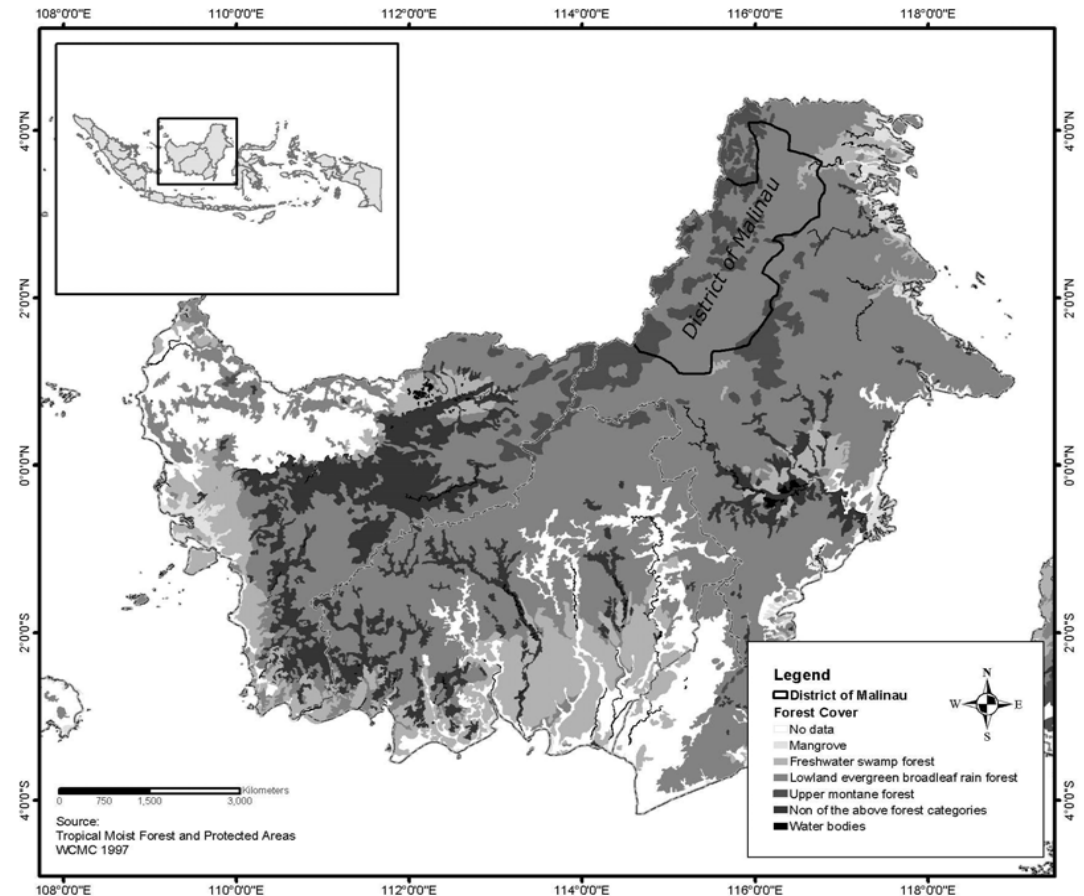 108°0'0"E 110°0'0"E 112°0'0"E 114°0'0"E 116°0'0"E 118°0'0"E
4°0'0"N 4°0'0"N
District of Malinau
2°0'0"N 2°0'0"N
0°0'0"N 0°0'0"N
2°0'0"S 2°0'0"S
Legend
District of Malinau
Forest Cover
No data
Mangrove
Freshwater swamp forest
Lowland evergreen broadleaf rain forest
Upper montane forest
Non of the above forest categories
Water bodies
N
W E
S
Kilometers
0 750 1,500 3,000
4°0'0"S 4°0'0"S
Source:
Tropical Moist Forest and Protected Areas
WCMC 1997
108°0'0"E 110°0'0"E 112°0'0"E 114°0'0"E 116°0'0"E 118°0'0"E